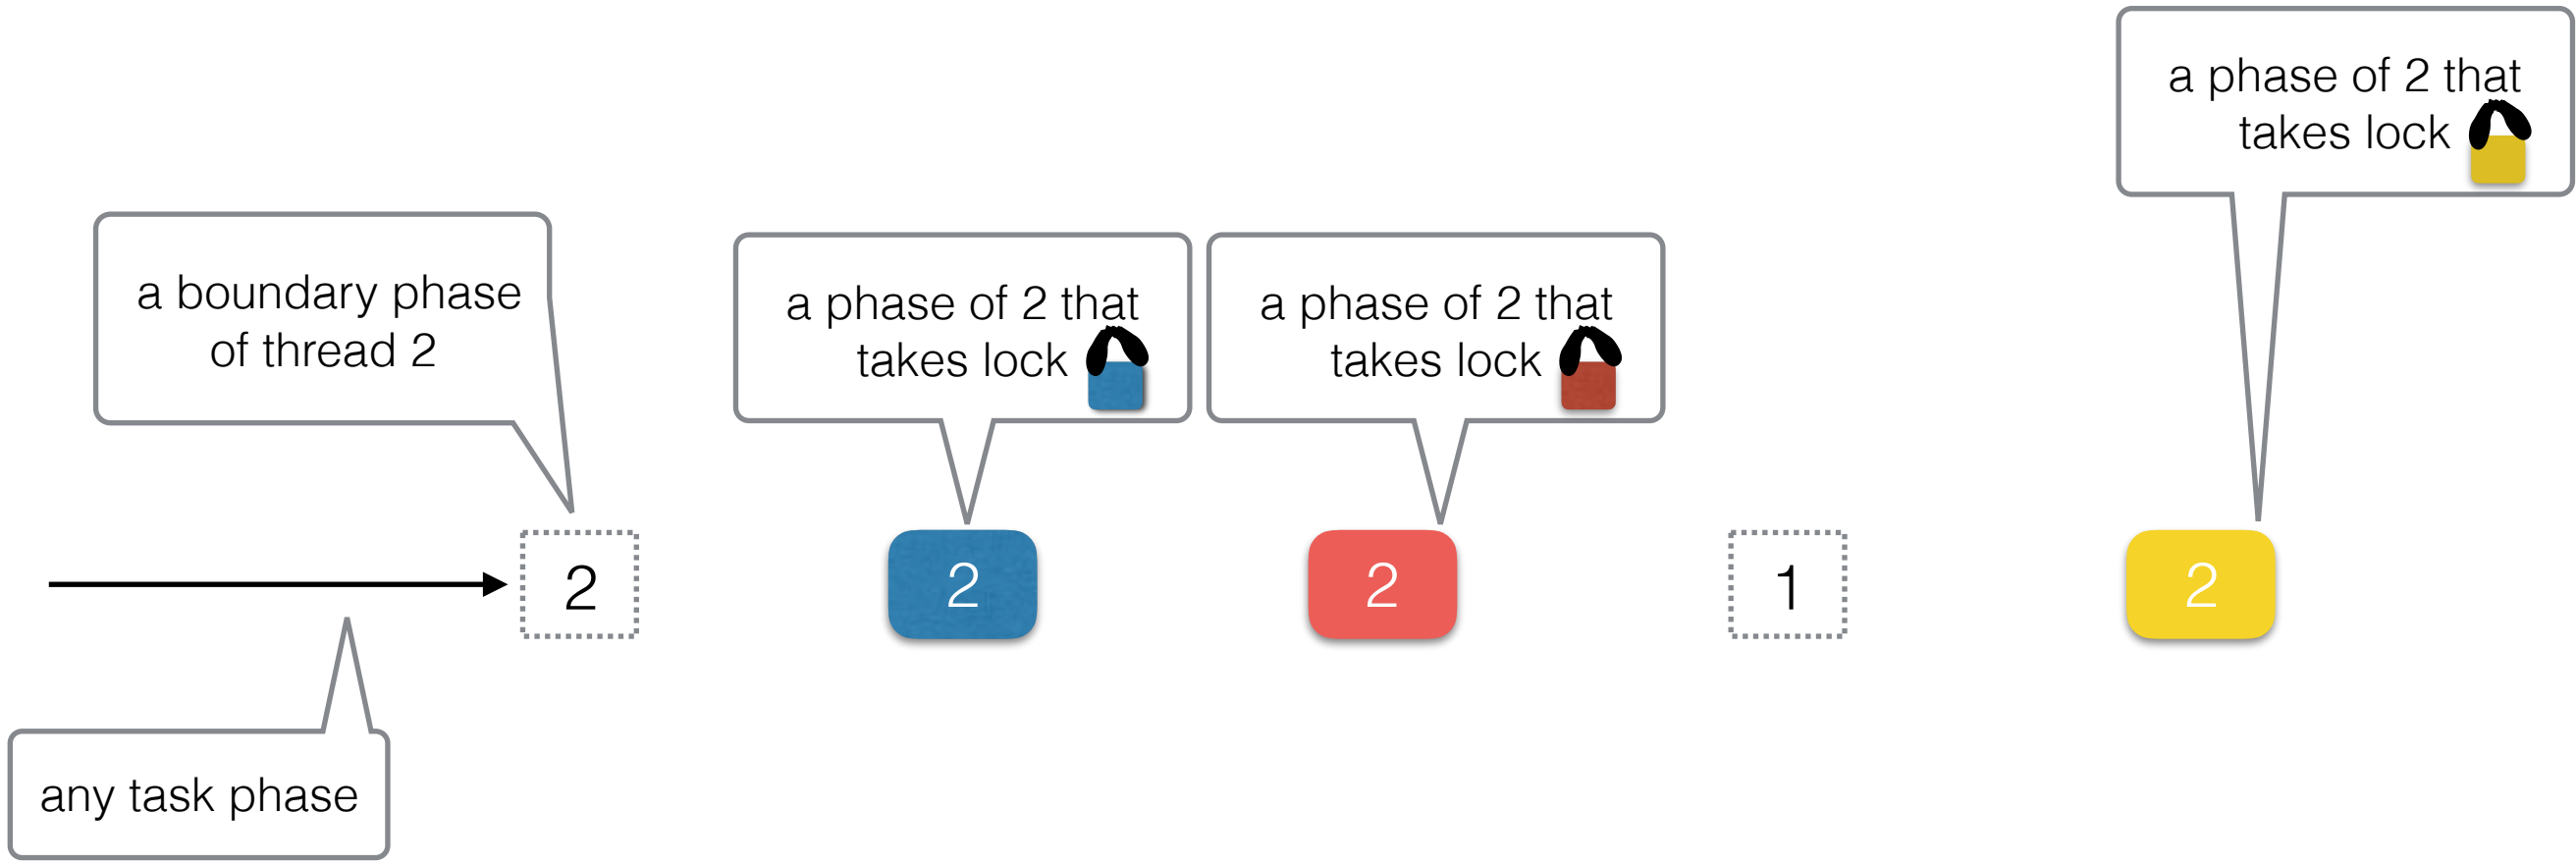 a phase of 2 that
takes lock
a boundary phase
of thread 2
a phase of 2 that
takes lock
a phase of 2 that
takes lock
2
2
2
1
2
any task phase